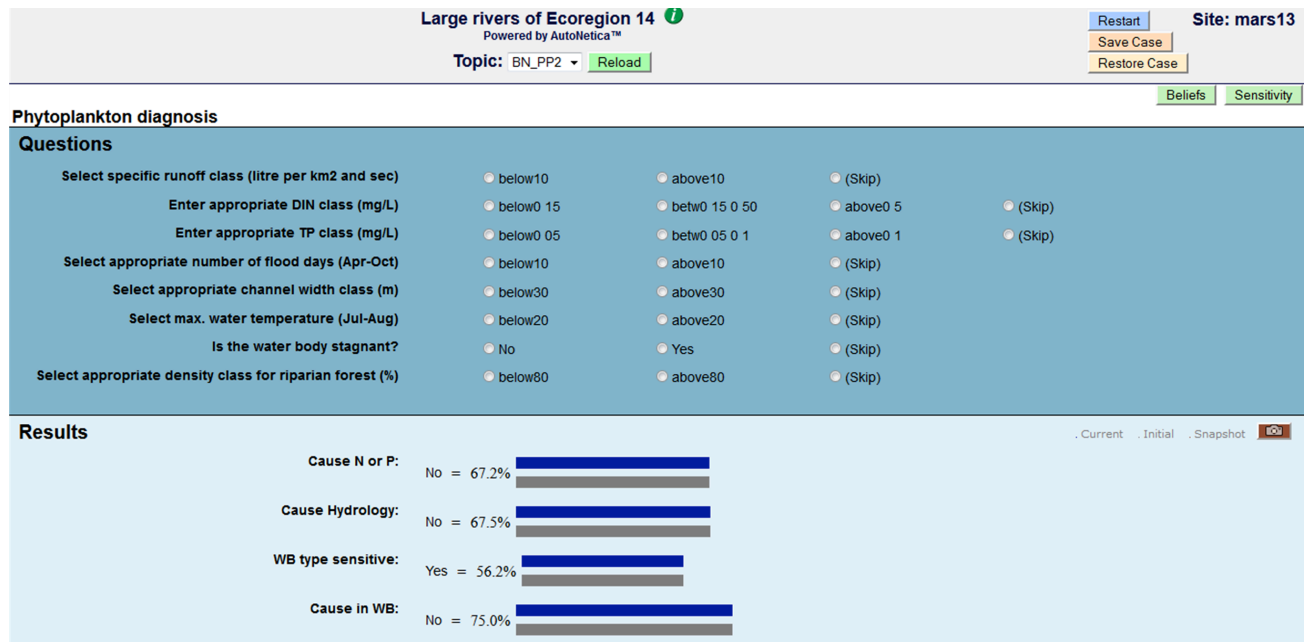 Large rivers of Ecoregion 14 i
Powered by AutoNetica™
Topic: BN_PP2 Reload
Restart
Save Case
Restore Case
Site: mars13
Beliefs Sensitivity
Phytoplankton diagnosis
Questions
Select specific runoff class (litre per km2 and sec) below10 above10 (Skip)
Enter appropriate DIN class (mg/L) below0 15 betw0 15 0 50 above0 5 (Skip)
Enter appropriate TP class (mg/L) below0 05 betw0 05 0 1 above0 1 (Skip)
Select appropriate number of flood days (Apr-Oct) below10 above10 (Skip)
Select appropriate channel width class (m) below30 above30 (Skip)
Select max. water temperature (Jul-Aug) below20 above20 (Skip)
Is the water body stagnant? No Yes (Skip)
Select appropriate density class for riparian forest (%) below80 above80 (Skip)
Results
. Current . Initial . Snapshot
Cause N or P: No = 67.2%
Cause Hydrology: No = 67.5%
WB type sensitive: Yes = 56.2%
Cause in WB: No = 75.0%